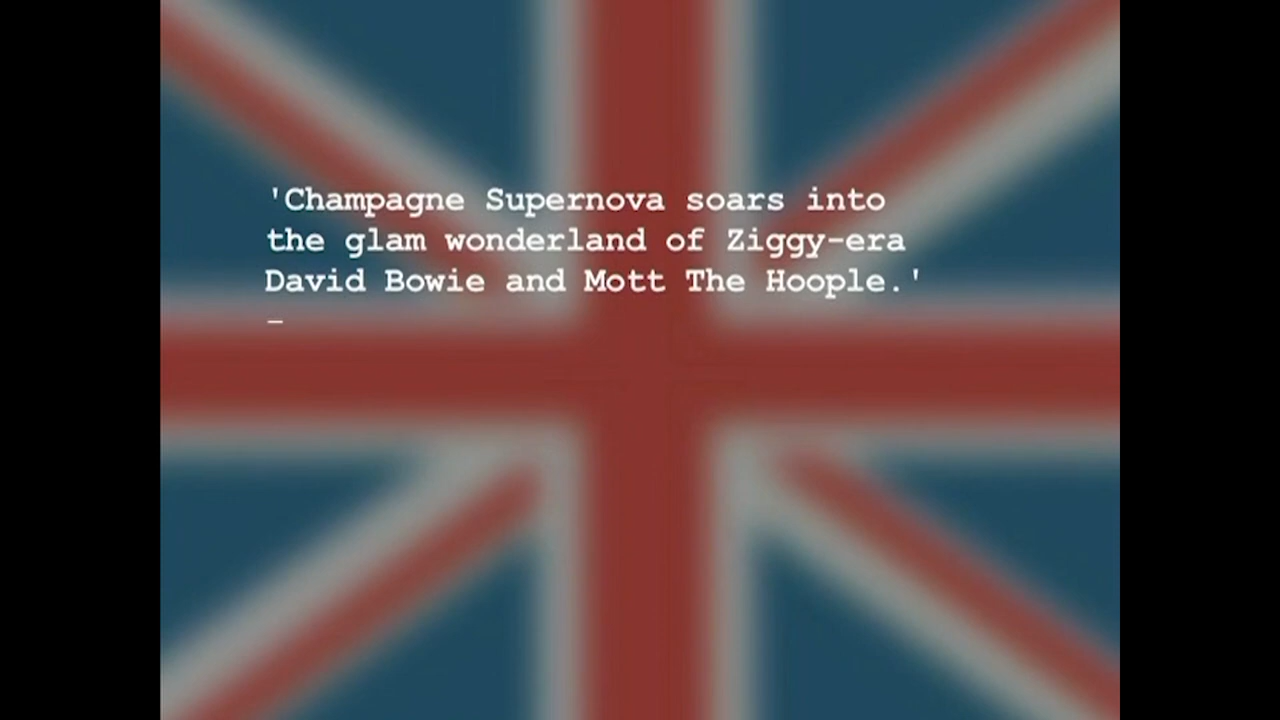 'Champagne Supernova soars into
the glam wonderland of Ziggy-era
David Bowie and Mott The Hoople.'
_